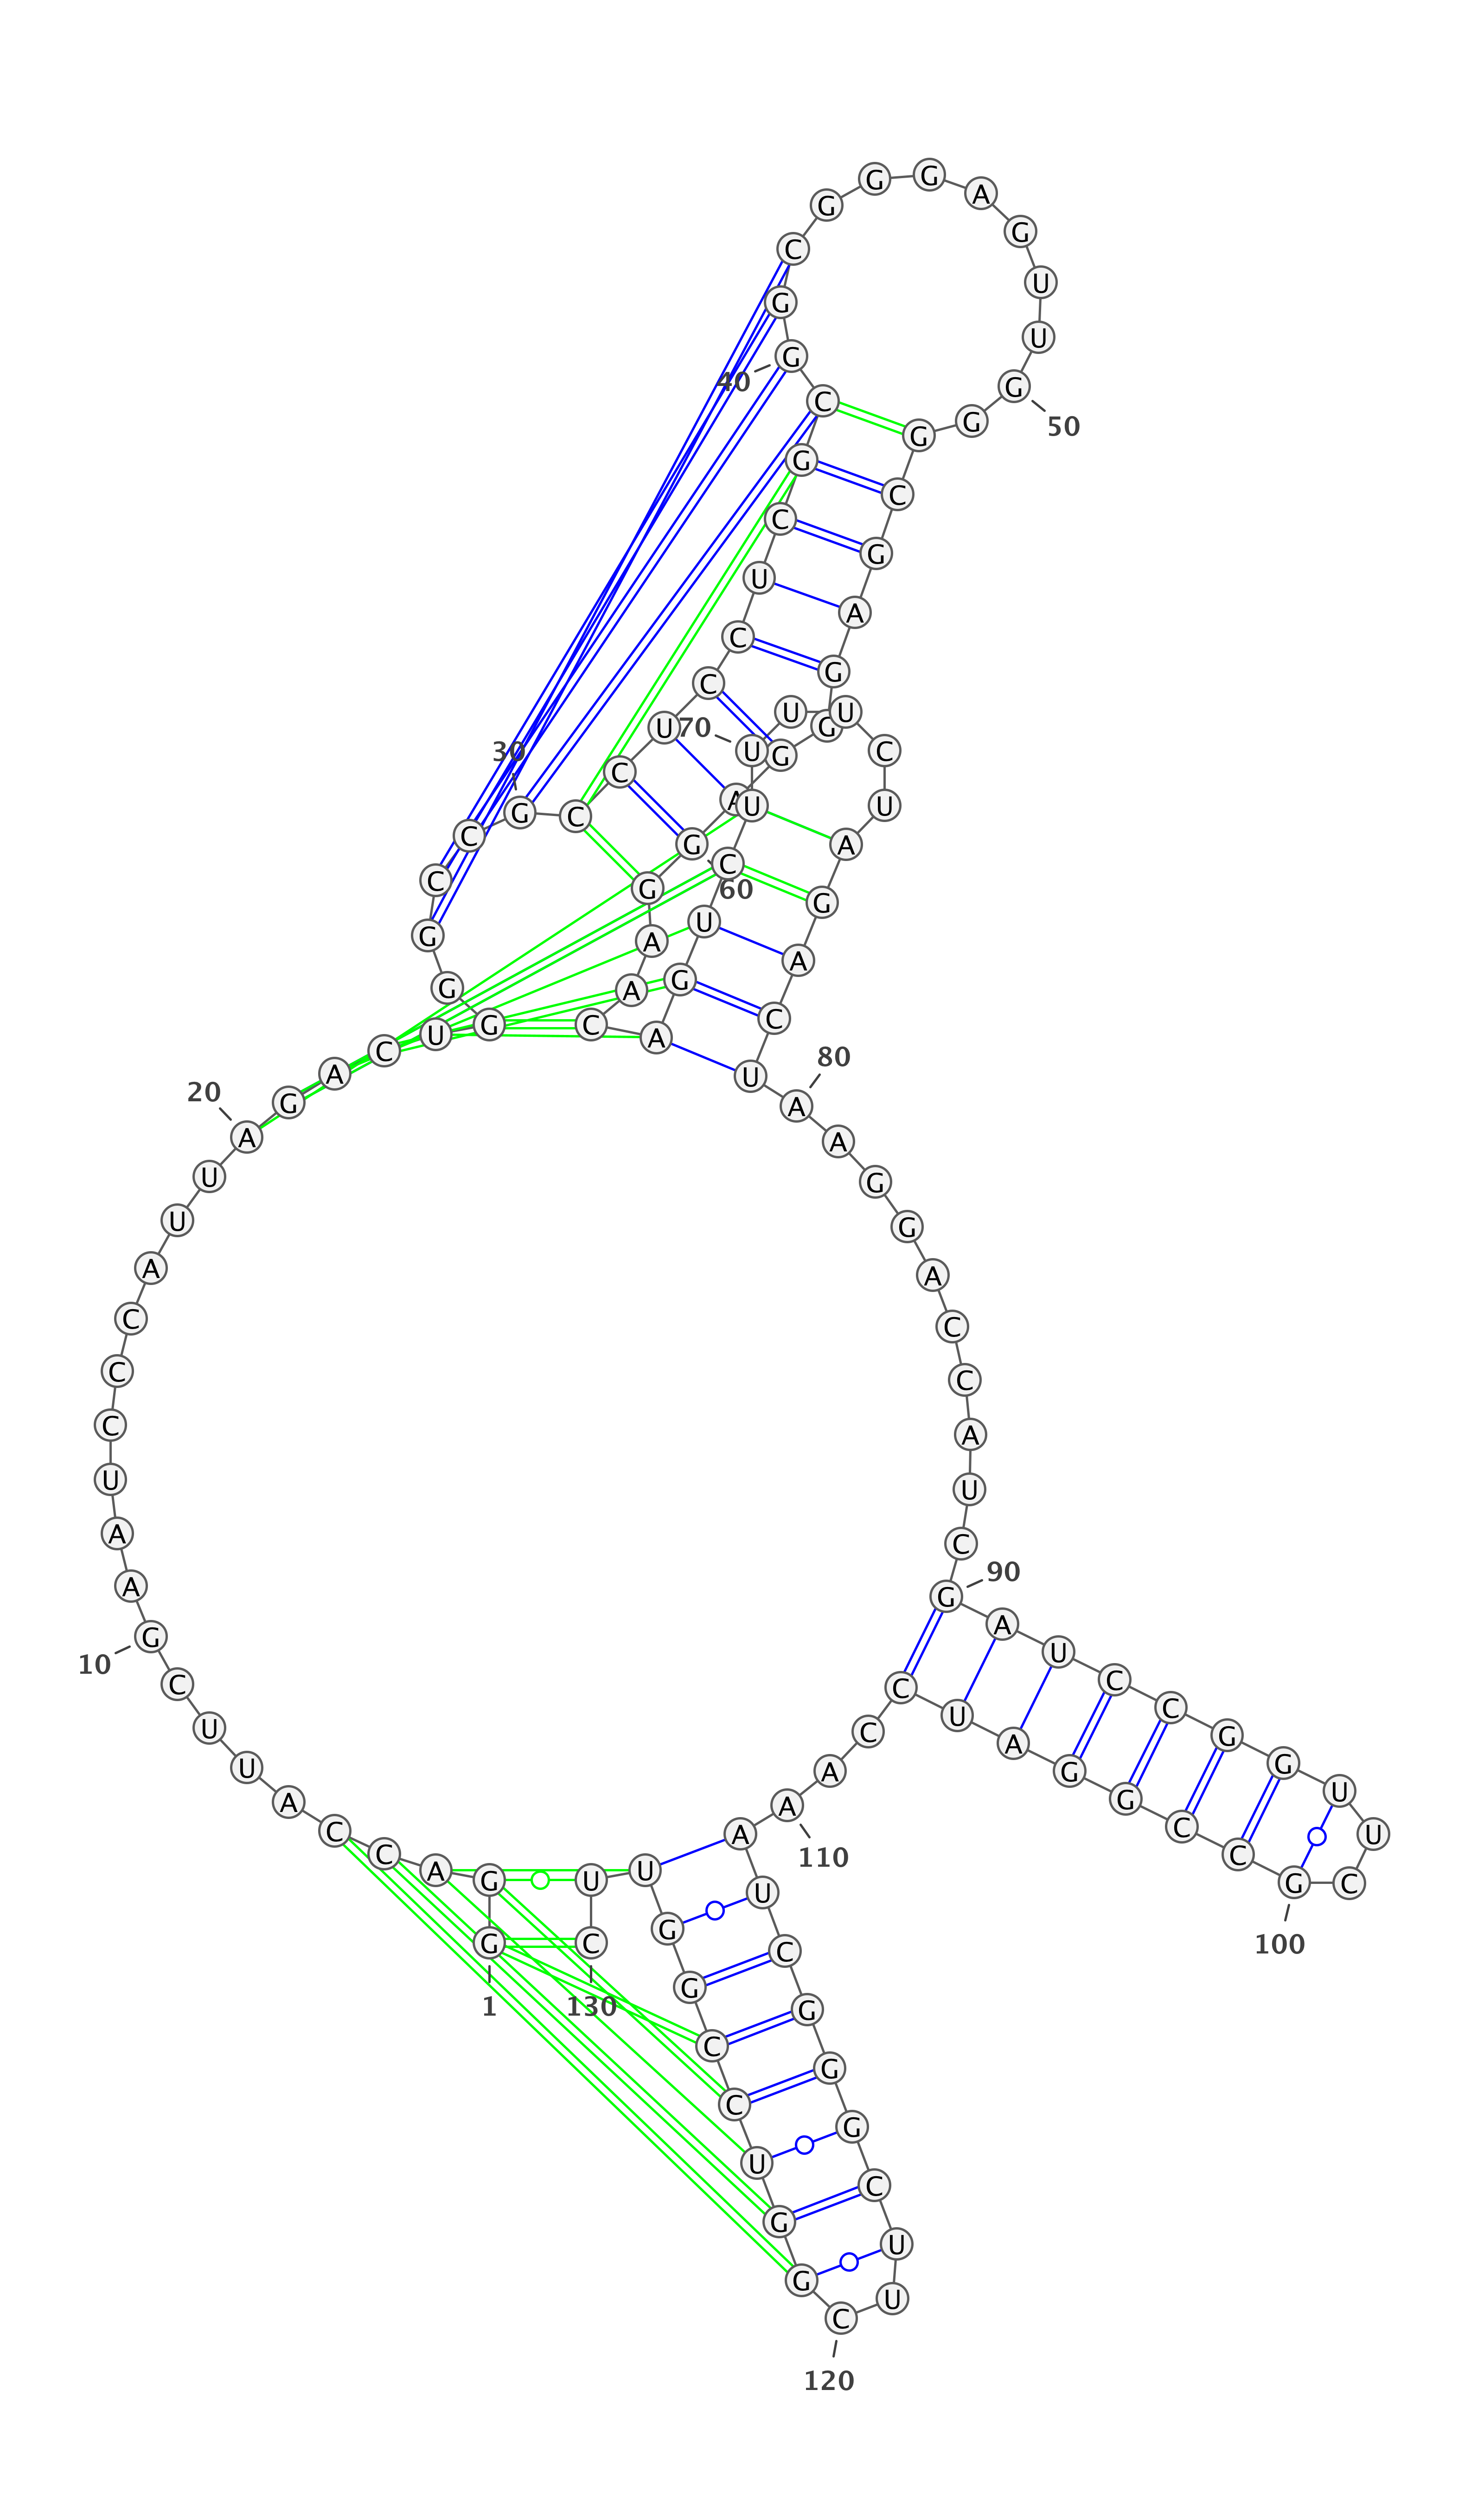 G G A C C A U U C G
A A U C C C A U U A
G A C U G G G C C G
C C U C C U C G C G
G C G G G A G U U G
G G C G A G G G A G
G A A C A G U C U U
U U C U A G A C U A
A G G A C C A U C G
A U C C G G U U C G
C C G G A U C C A A
A U C G G G C U U C
G G U C C G G U U C
1
10
20
30
40
50
60
70
80
90
100
110
120
130